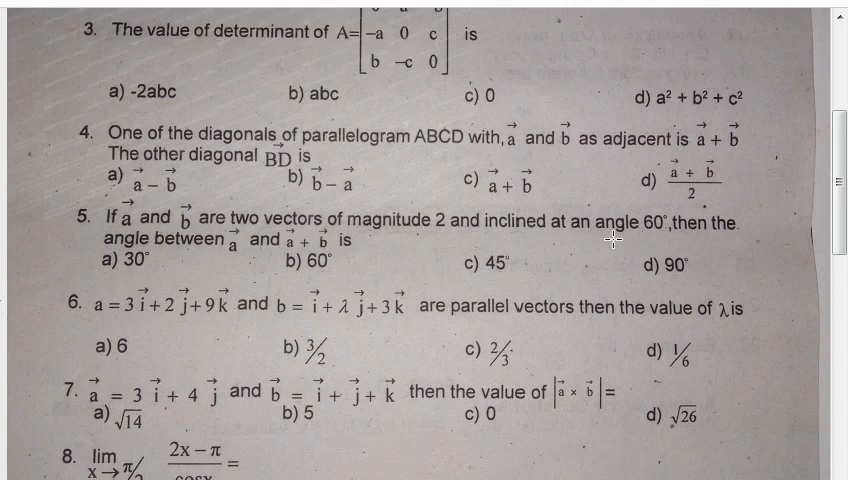 3. The value of determinant of A= −a 0 c is
b −c 0
a) -2abc b) abc c) 0 d) a² + b² + c²
4. One of the diagonals of parallelogram ABCD with, a⃗ and b⃗ as adjacent is a⃗ + b⃗
The other diagonal BD⃗ is
a) a⃗ − b⃗ b) b⃗ − a⃗ c) a⃗ + b⃗ d) (a⃗ + b⃗)/2
5. If a⃗ and b⃗ are two vectors of magnitude 2 and inclined at an angle 60°,then the
angle between a⃗ and a⃗ + b⃗ is
a) 30° b) 60° c) 45° d) 90°
6. a = 3 i⃗ + 2 j⃗ + 9 k⃗ and b = i⃗ + λ j⃗ + 3 k⃗ are parallel vectors then the value of λ is
a) 6 b) 3/2 c) 2/3 d) 1/6
7. a⃗ = 3 i⃗ + 4 j⃗ and b⃗ = i⃗ + j⃗ + k⃗ then the value of |a⃗ × b⃗| =
a) √14 b) 5 c) 0 d) √26
8. lim 2x − π =
x → π/